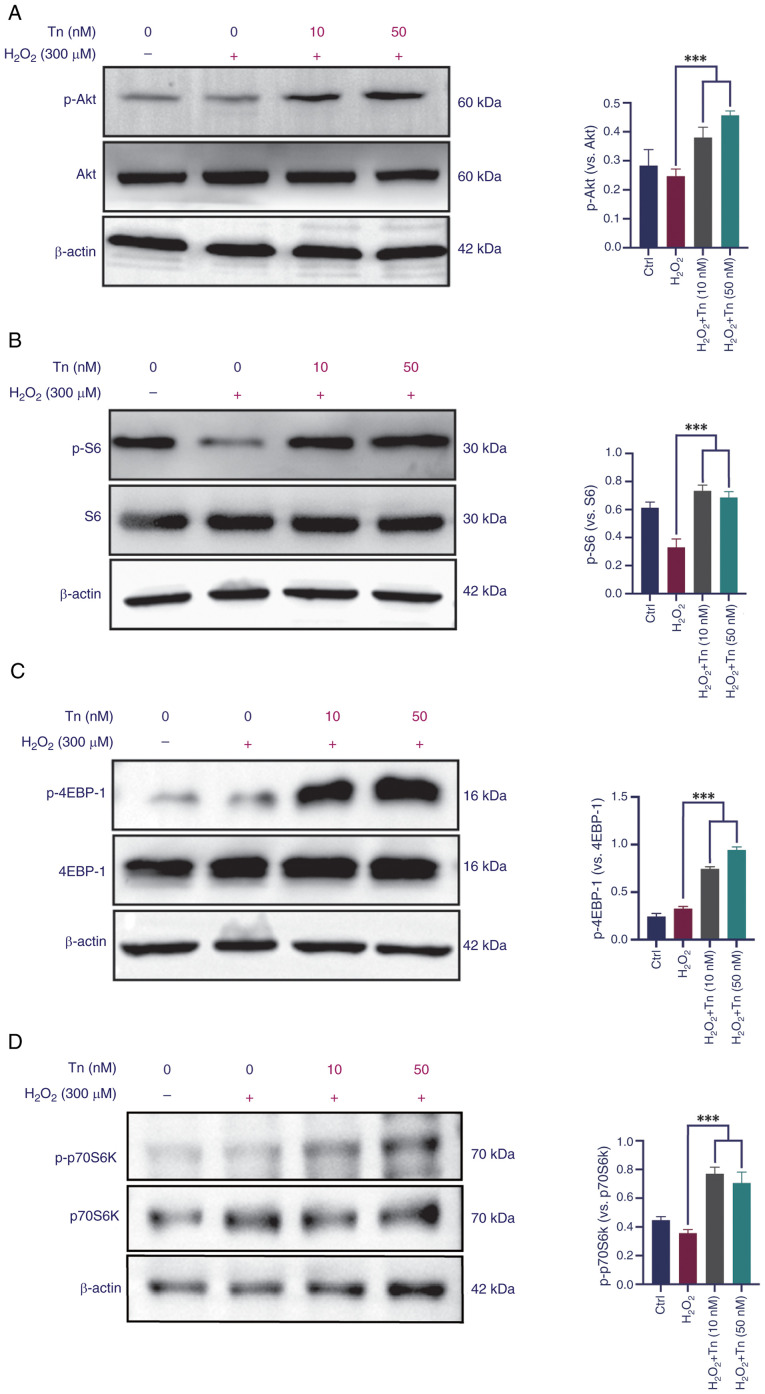 A
Tn (nM) 0 0 10 50
H2O2 (300 μM) – + + +
p-Akt 60 kDa
Akt 60 kDa
β-actin 42 kDa
***
p-Akt (vs. Akt)
0.5
0.4
0.3
0.2
0.1
0.0
Ctrl
H2O2
H2O2+Tn (10 nM)
H2O2+Tn (50 nM)
B
Tn (nM) 0 0 10 50
H2O2 (300 μM) – + + +
p-S6 30 kDa
S6 30 kDa
β-actin 42 kDa
***
p-S6 (vs. S6)
1.0
0.8
0.6
0.4
0.2
0.0
Ctrl
H2O2
H2O2+Tn (10 nM)
H2O2+Tn (50 nM)
C
Tn (nM) 0 0 10 50
H2O2 (300 μM) – + + +
p-4EBP-1 16 kDa
4EBP-1 16 kDa
β-actin 42 kDa
***
p-4EBP-1 (vs. 4EBP-1)
1.5
1.0
0.5
0.0
Ctrl
H2O2
H2O2+Tn (10 nM)
H2O2+Tn (50 nM)
D
Tn (nM) 0 0 10 50
H2O2 (300 μM) – + + +
p-p70S6K 70 kDa
p70S6K 70 kDa
β-actin 42 kDa
***
p-p70S6k (vs. p70S6k)
1.0
0.8
0.6
0.4
0.2
0.0
Ctrl
H2O2
H2O2+Tn (10 nM)
H2O2+Tn (50 nM)